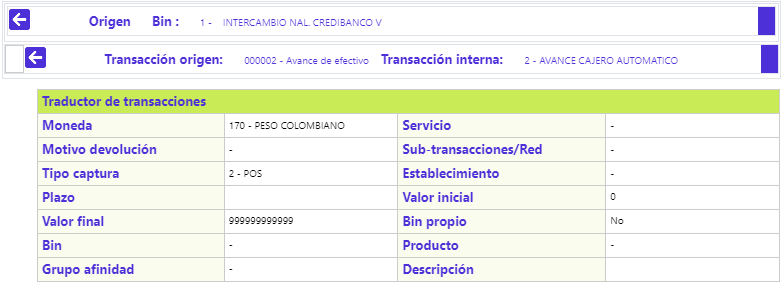 Origen Bin : 1 - INTERCAMBIO NAL. CREDIBANCO V
Transacción origen: 000002 - Avance de efectivo Transacción interna: 2 - AVANCE CAJERO AUTOMATICO
Traductor de transacciones
Moneda 170 - PESO COLOMBIANO Servicio -
Motivo devolución - Sub-transacciones/Red -
Tipo captura 2 - POS Establecimiento -
Plazo Valor inicial 0
Valor final 999999999999 Bin propio No
Bin - Producto -
Grupo afinidad - Descripción